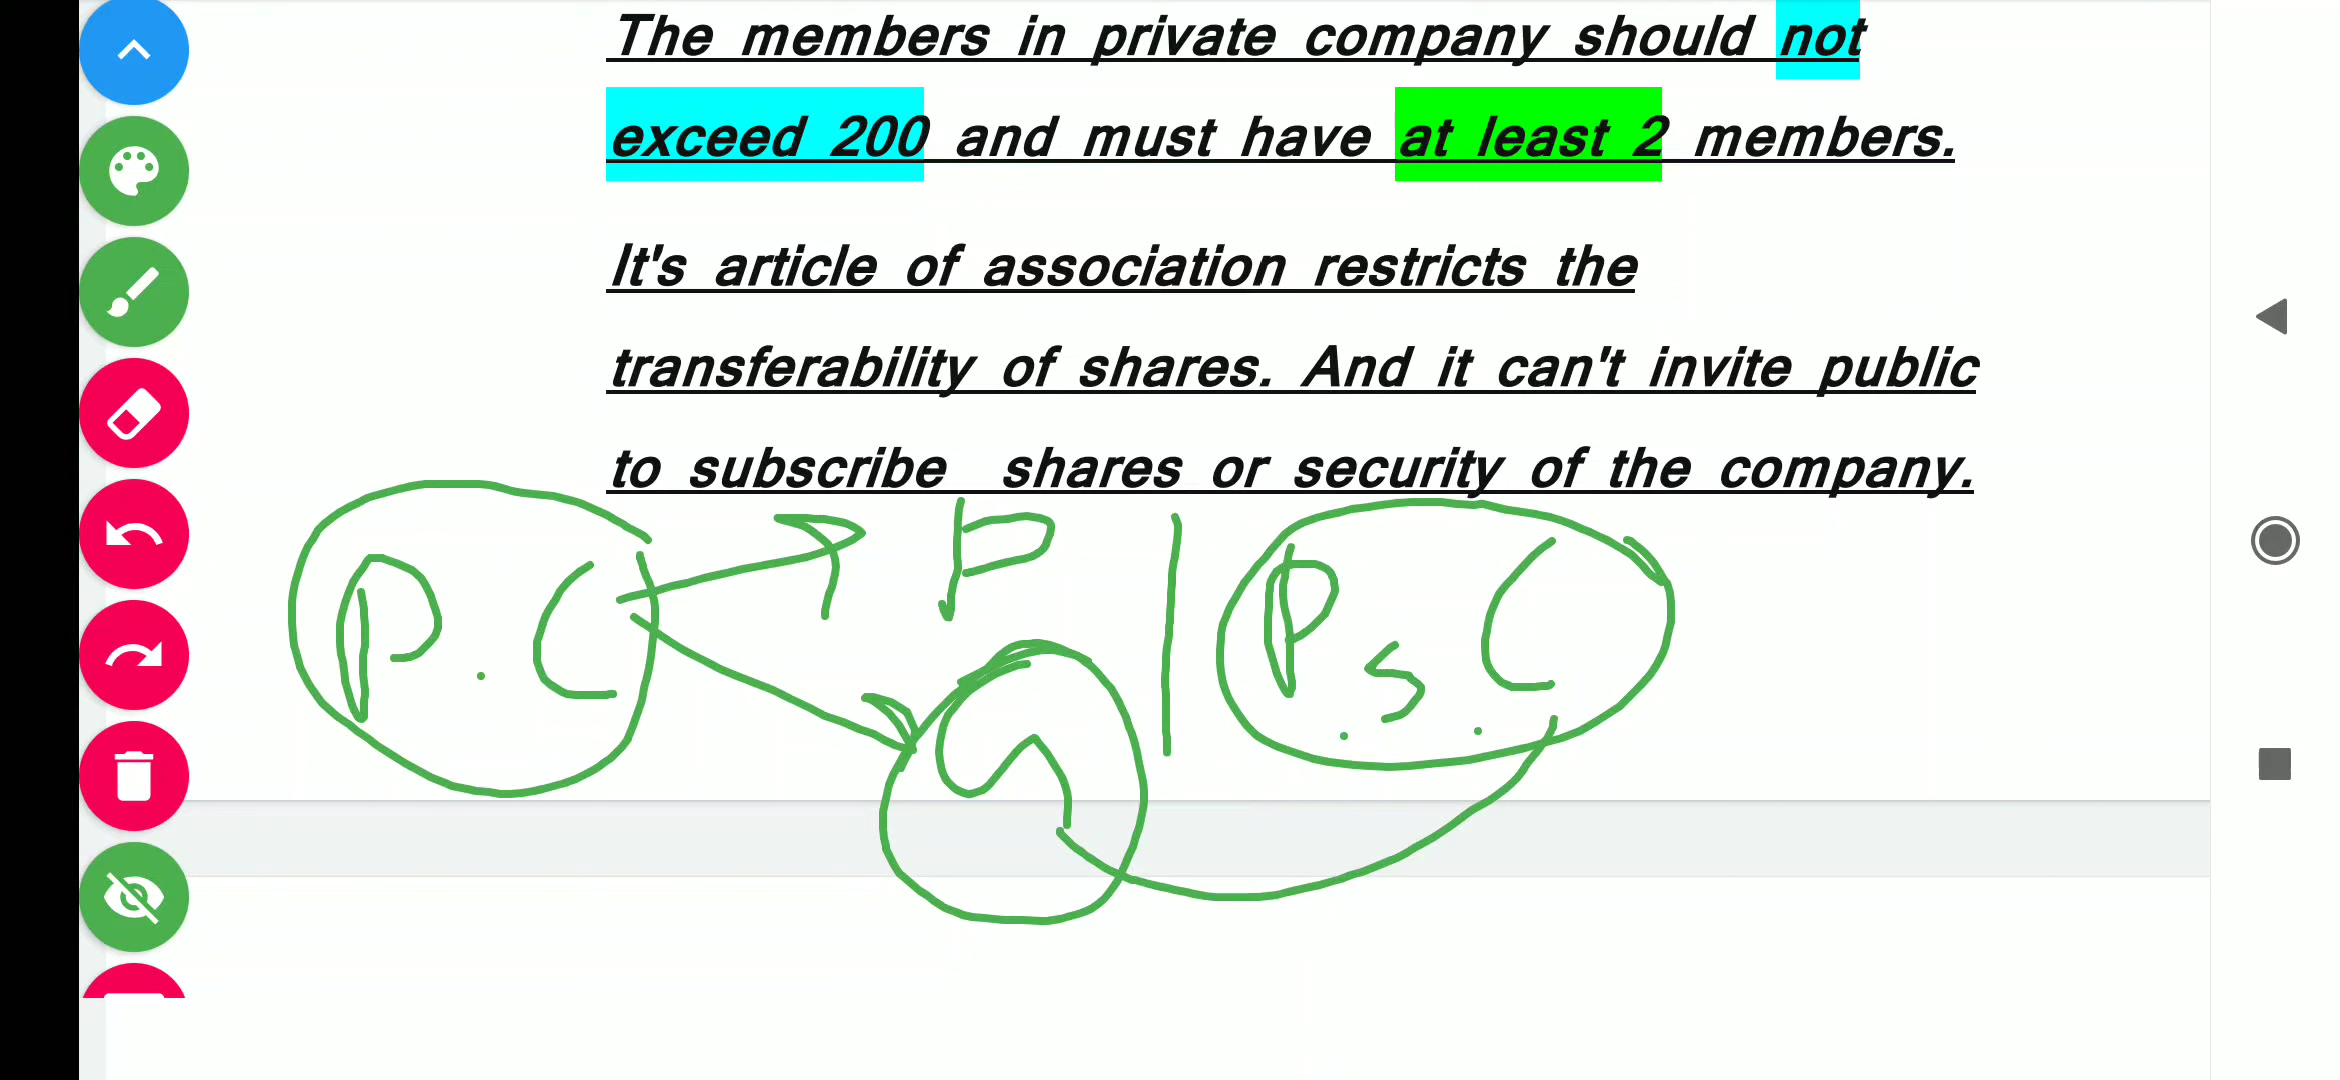 The members in private company should not
exceed 200 and must have at least 2 members.
It's article of association restricts the
transferability of shares. And it can't invite public
to subscribe shares or security of the company.
P.C P P.S.C